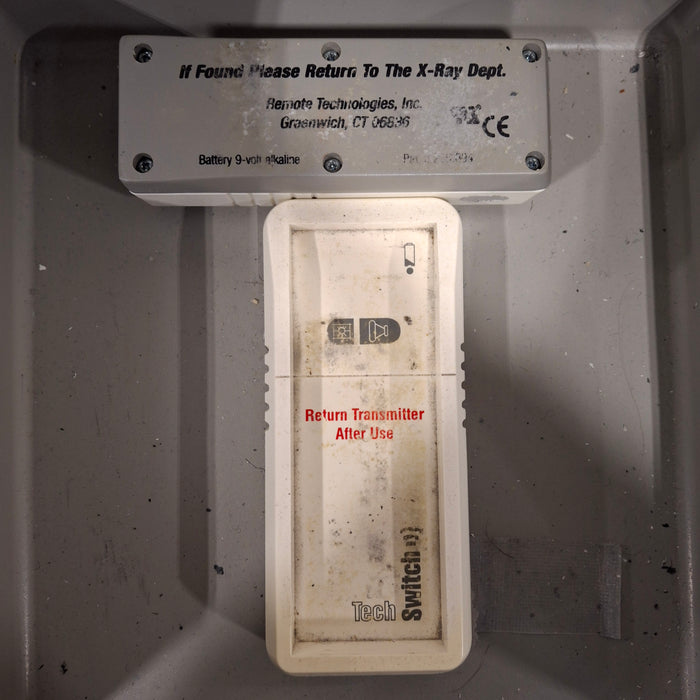 If Found Please Return To The X-Ray Dept.
Remote Technologies, Inc.
Greenwich, CT 06836
CE
Battery 9-volt alkaline
Return Transmitter
After Use
Tech
Switch